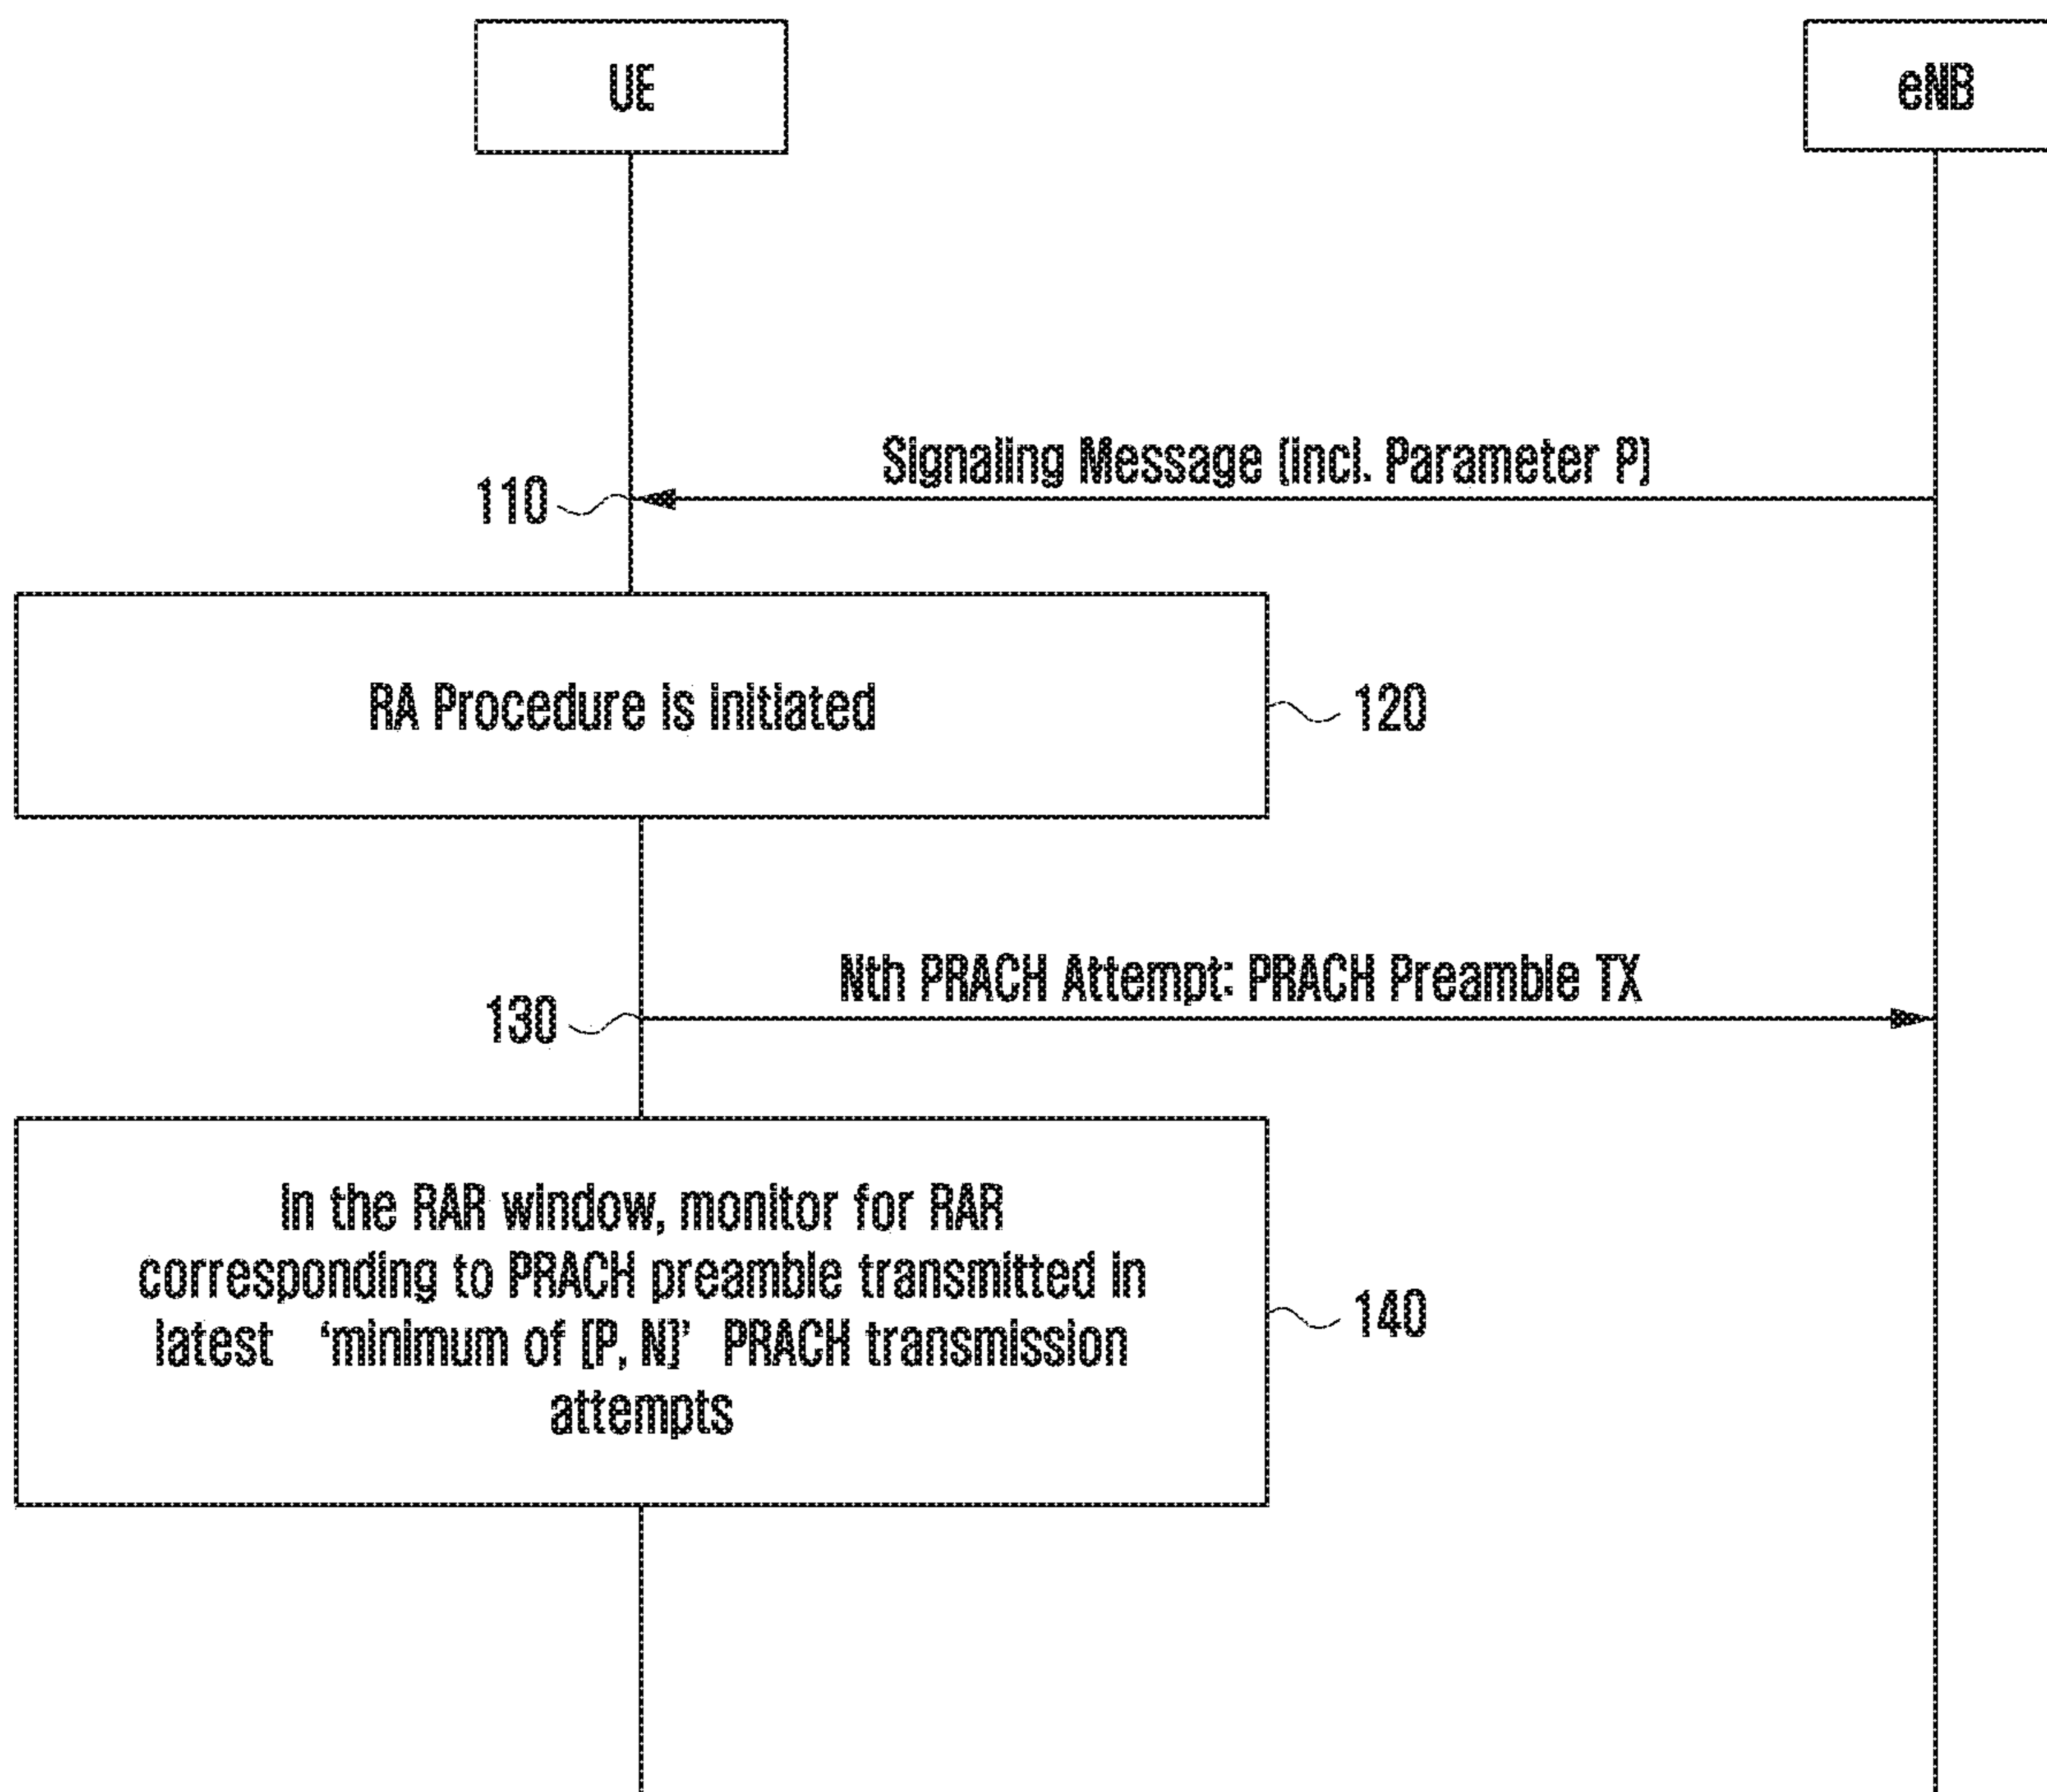 UE
eNB
Signaling Message (incl. Parameter P)
110
RA Procedure is initiated
120
Nth PRACH Attempt: PRACH Preamble TX
130
In the RAR window, monitor for RAR
corresponding to PRACH preamble transmitted in
latest ‘minimum of [P, N]’ PRACH transmission
attempts
140